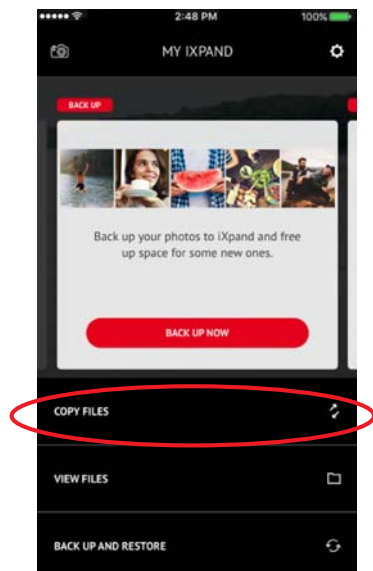 2:48 PM 100%
MY IXPAND
BACK UP
Back up your photos to iXpand and free
up space for some new ones.
BACK UP NOW
COPY FILES
VIEW FILES
BACK UP AND RESTORE